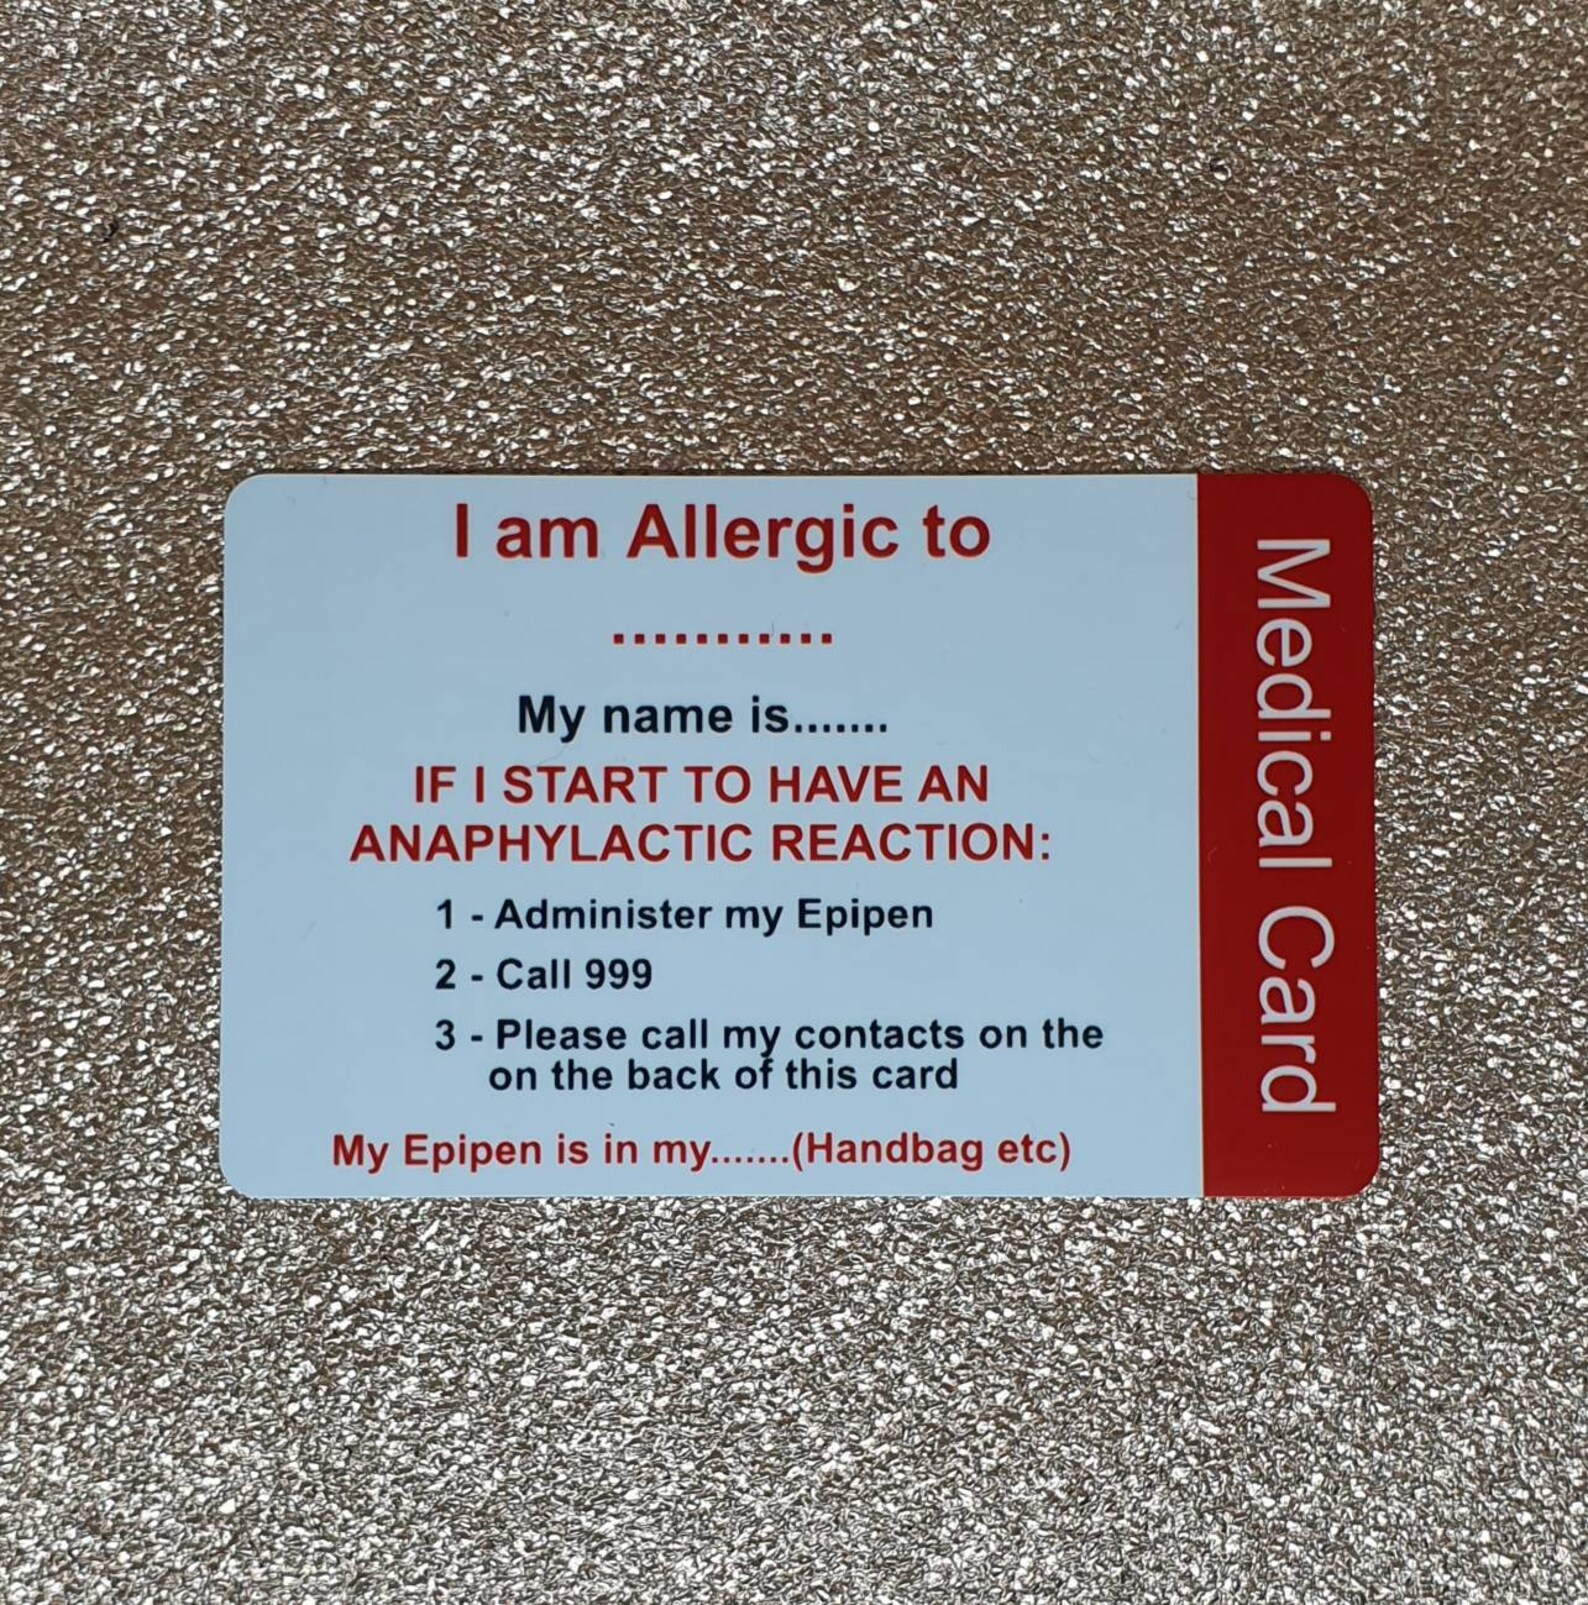 I am Allergic to
...........
My name is.......
IF I START TO HAVE AN
ANAPHYLACTIC REACTION:
1 - Administer my Epipen
2 - Call 999
3 - Please call my contacts on the
on the back of this card
My Epipen is in my.......(Handbag etc)
Medical Card